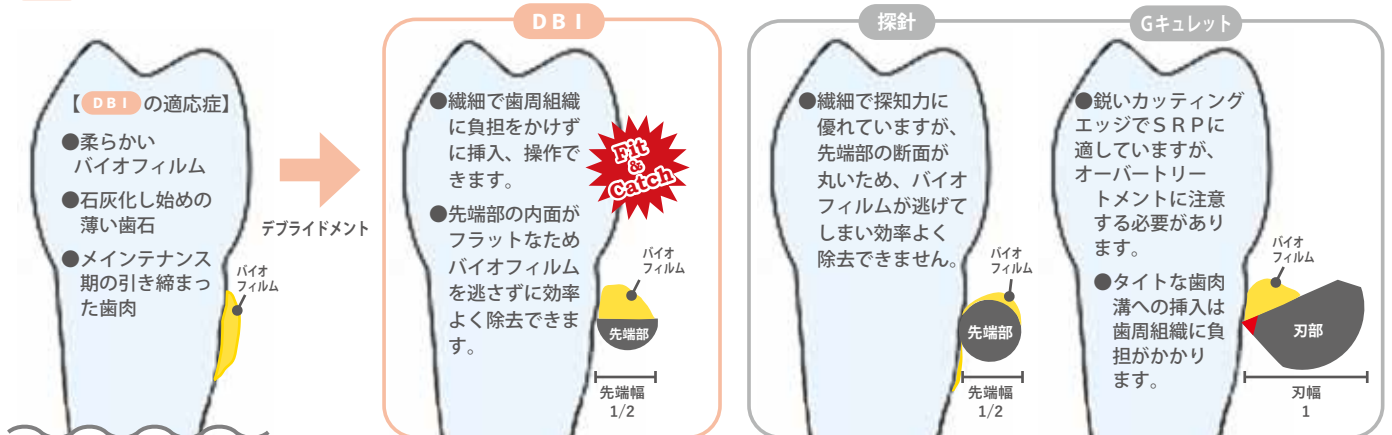 【DBIの適応症】
●柔らかい
バイオフィルム
●石灰化し始めの
薄い歯石
●メインテナンス
期の引き締まっ
た歯肉
バイオ
フィルム
デブライドメント
DBI
●繊細で歯周組織
に負担をかけず
に挿入、操作で
きます。
●先端部の内面が
フラットなため
バイオフィルム
を逃さずに効率
よく除去できま
す。
Fit
&
Catch
バイオ
フィルム
先端部
先端幅
1/2
探針
●繊細で探知力に
優れていますが、
先端部の断面が
丸いため、バイオ
フィルムが逃げて
しまい効率よく
除去できません。
バイオ
フィルム
先端部
先端幅
1/2
Gキュレット
●鋭いカッティング
エッジでＳＲＰに
適していますが、
オーバートリー
トメントに注意
する必要があり
ます。
●タイトな歯肉
溝への挿入は
歯周組織に負
担がかかり
ます。
バイオ
フィルム
刃部
刃幅
1